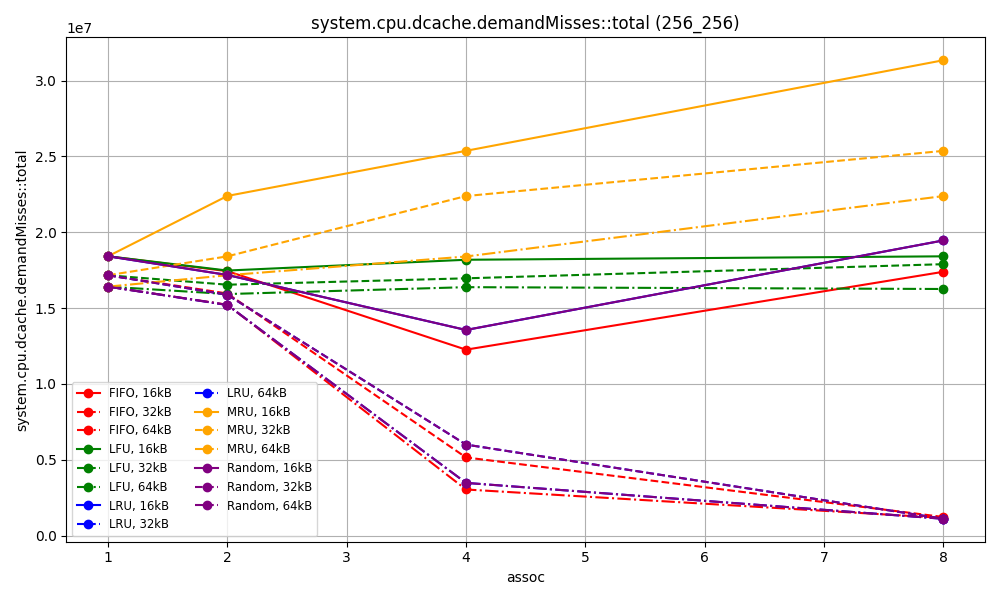 system.cpu.dcache.demandMisses::total (256_256)
1e7
3.0
2.5
2.0
1.5
1.0
0.5
0.0
system.cpu.dcache.demandMisses::total
FIFO, 16kB
FIFO, 32kB
FIFO, 64kB
LFU, 16kB
LFU, 32kB
LFU, 64kB
LRU, 16kB
LRU, 32kB
LRU, 64kB
MRU, 16kB
MRU, 32kB
MRU, 64kB
Random, 16kB
Random, 32kB
Random, 64kB
1 2 3 4 5 6 7 8
assoc